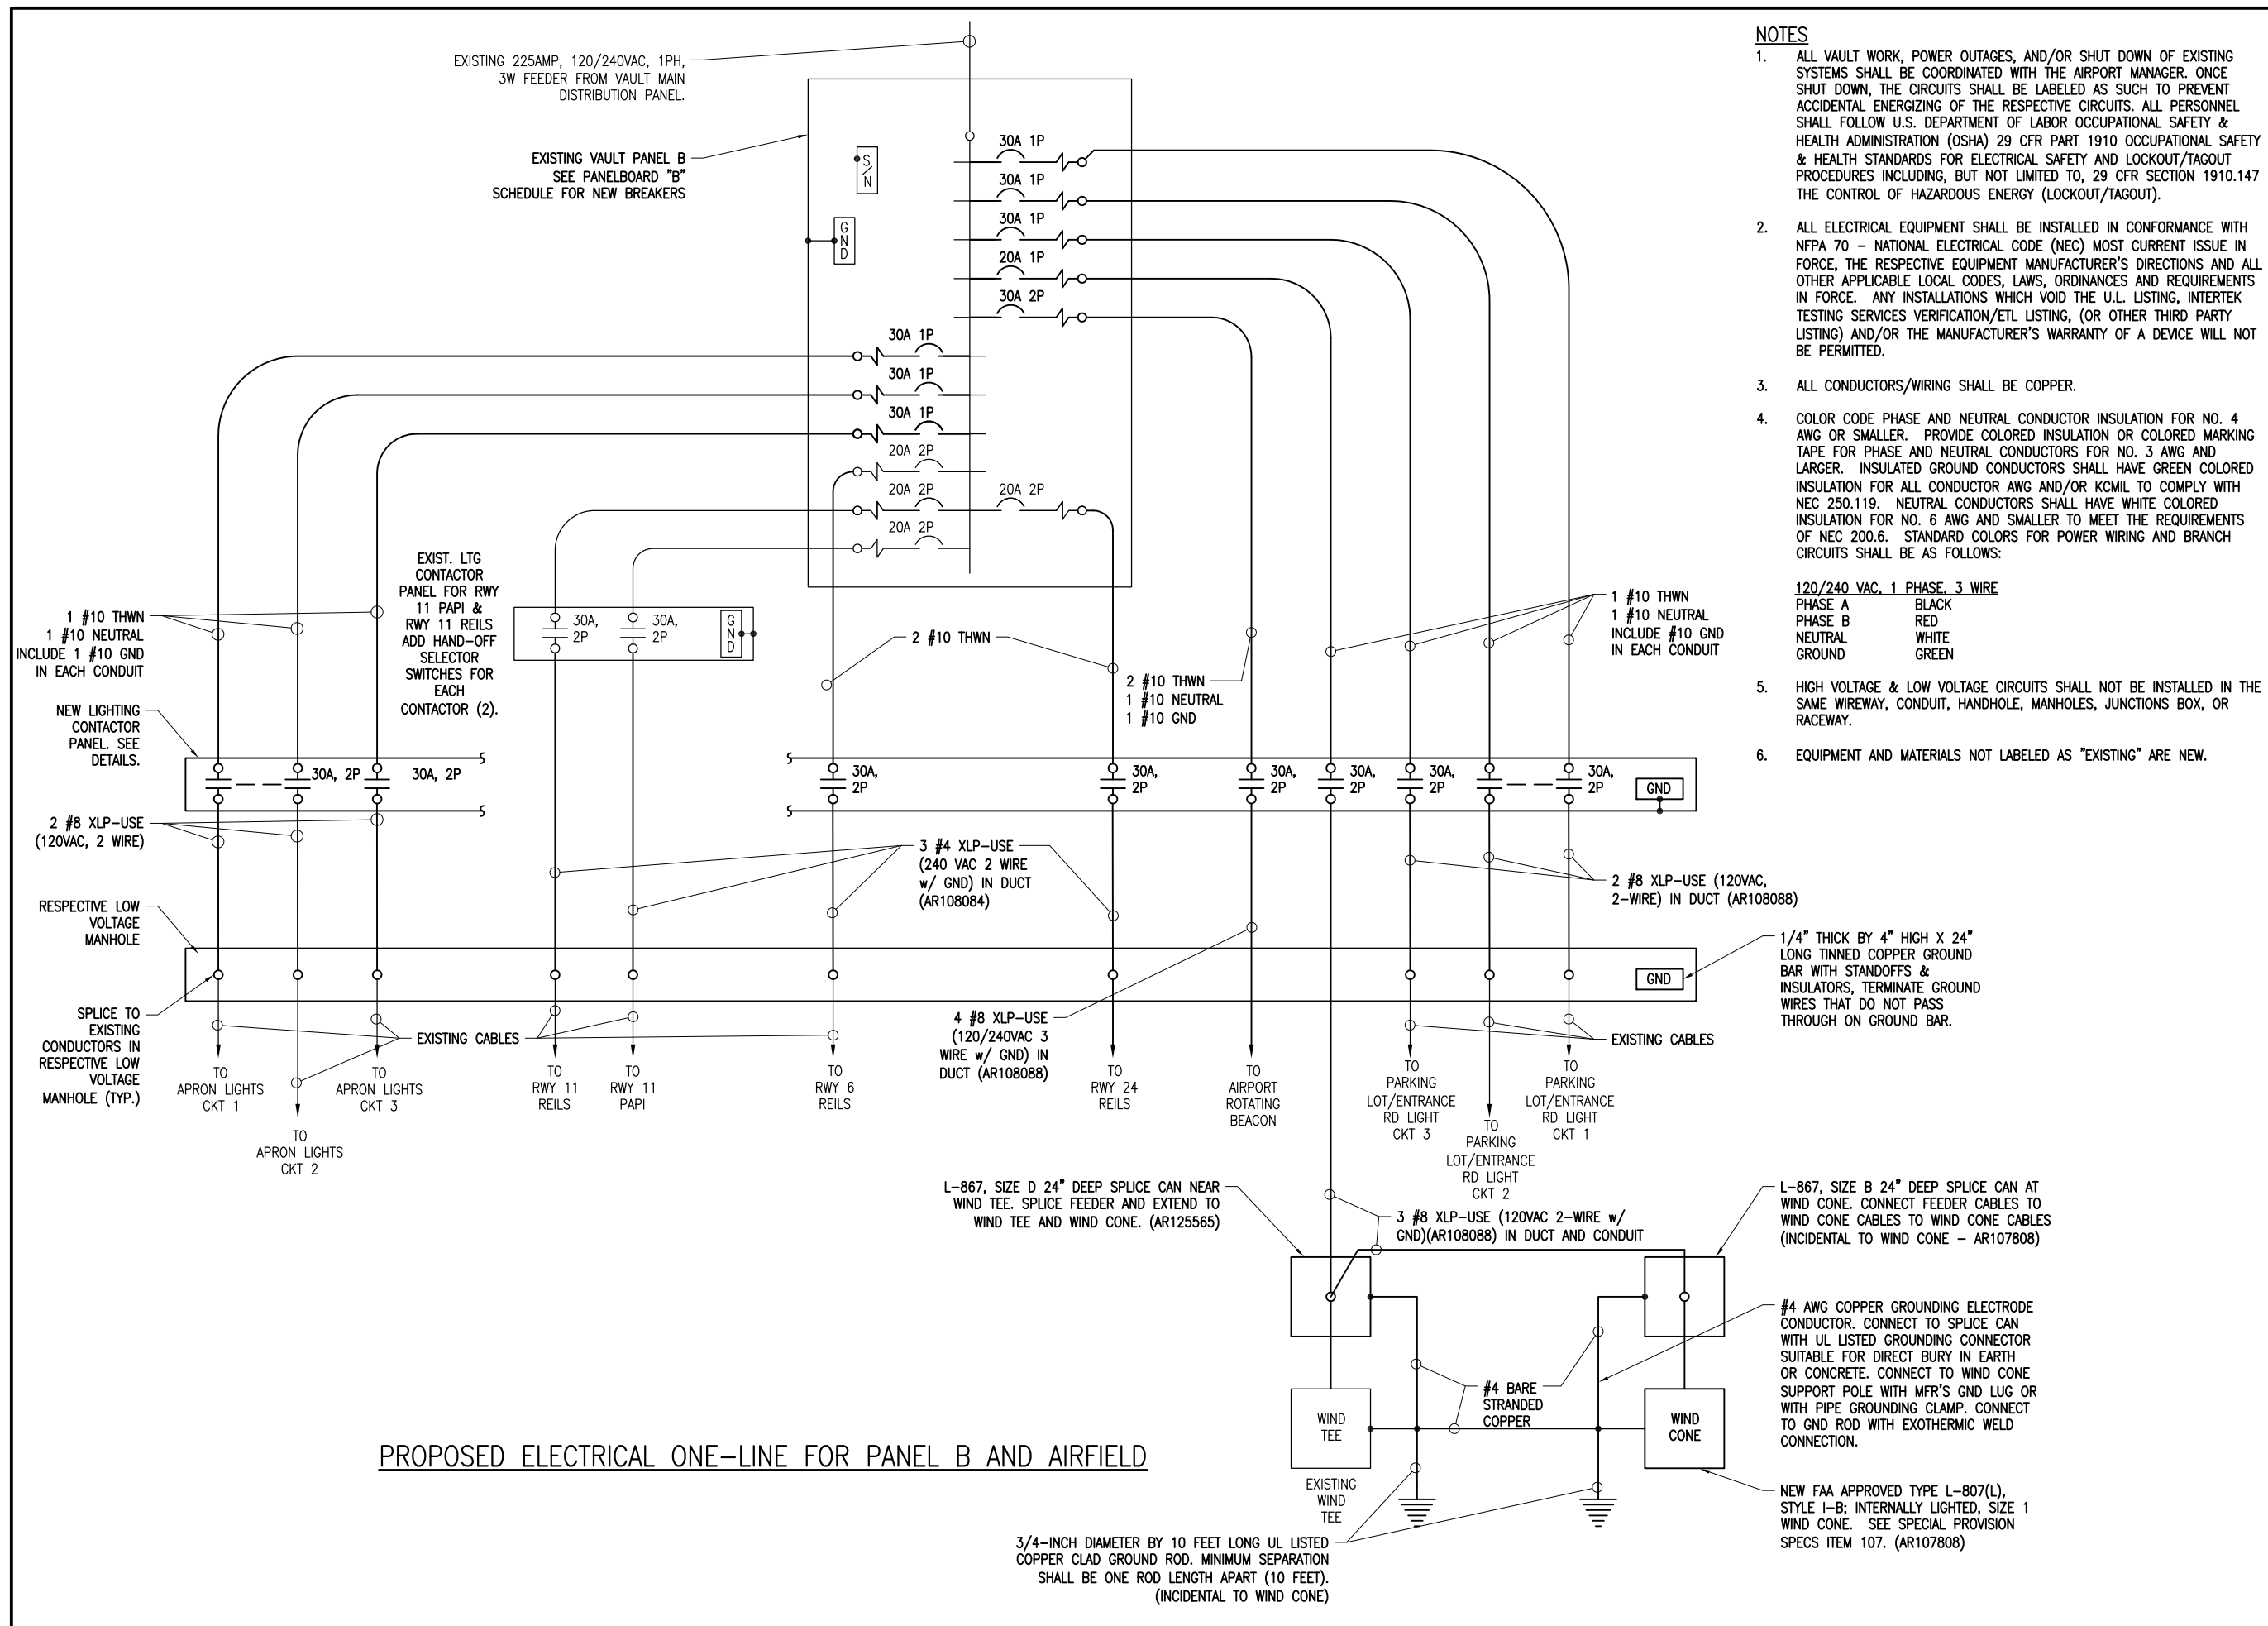 EXISTING 225AMP, 120/240VAC, 1PH,
3W FEEDER FROM VAULT MAIN
DISTRIBUTION PANEL.
EXISTING VAULT PANEL B
SEE PANELBOARD "B"
SCHEDULE FOR NEW BREAKERS
S/N
GND
30A 1P
30A 1P
30A 1P
20A 1P
30A 2P
30A 1P
30A 1P
30A 1P
20A 2P
20A 2P
20A 2P
20A 2P
EXIST. LTG
CONTACTOR
PANEL FOR RWY
11 PAPI &
RWY 11 REILS
ADD HAND-OFF
SELECTOR
SWITCHES FOR
EACH
CONTACTOR (2).
30A,
2P
30A,
2P
GND
1 #10 THWN
1 #10 NEUTRAL
INCLUDE 1 #10 GND
IN EACH CONDUIT
2 #10 THWN
2 #10 THWN
1 #10 NEUTRAL
1 #10 GND
1 #10 THWN
1 #10 NEUTRAL
INCLUDE #10 GND
IN EACH CONDUIT
NEW LIGHTING
CONTACTOR
PANEL. SEE
DETAILS.
30A, 2P
30A, 2P
30A,
2P
30A,
2P
30A,
2P
30A,
2P
30A,
2P
30A,
2P
GND
2 #8 XLP-USE
(120VAC, 2 WIRE)
3 #4 XLP-USE
(240 VAC 2 WIRE
w/ GND) IN DUCT
(AR108084)
2 #8 XLP-USE (120VAC,
2-WIRE) IN DUCT (AR108088)
RESPECTIVE LOW
VOLTAGE
MANHOLE
GND
1/4" THICK BY 4" HIGH X 24"
LONG TINNED COPPER GROUND
BAR WITH STANDOFFS &
INSULATORS, TERMINATE GROUND
WIRES THAT DO NOT PASS
THROUGH ON GROUND BAR.
SPLICE TO
EXISTING
CONDUCTORS IN
RESPECTIVE LOW
VOLTAGE
MANHOLE (TYP.)
EXISTING CABLES
4 #8 XLP-USE
(120/240VAC 3
WIRE w/ GND) IN
DUCT (AR108088)
EXISTING CABLES
TO
APRON LIGHTS
CKT 1
TO
APRON LIGHTS
CKT 2
TO
APRON LIGHTS
CKT 3
TO
RWY 11
REILS
TO
RWY 11
PAPI
TO
RWY 6
REILS
TO
RWY 24
REILS
TO
AIRPORT
ROTATING
BEACON
TO
PARKING
LOT/ENTRANCE
RD LIGHT
CKT 3
TO
PARKING
LOT/ENTRANCE
RD LIGHT
CKT 2
TO
PARKING
LOT/ENTRANCE
RD LIGHT
CKT 1
L-867, SIZE D 24" DEEP SPLICE CAN NEAR
WIND TEE. SPLICE FEEDER AND EXTEND TO
WIND TEE AND WIND CONE. (AR125565)
3 #8 XLP-USE (120VAC 2-WIRE w/
GND)(AR108088) IN DUCT AND CONDUIT
L-867, SIZE B 24" DEEP SPLICE CAN AT
WIND CONE. CONNECT FEEDER CABLES TO
WIND CONE CABLES TO WIND CONE CABLES
(INCIDENTAL TO WIND CONE - AR107808)
#4 AWG COPPER GROUNDING ELECTRODE
CONDUCTOR. CONNECT TO SPLICE CAN
WITH UL LISTED GROUNDING CONNECTOR
SUITABLE FOR DIRECT BURY IN EARTH
OR CONCRETE. CONNECT TO WIND CONE
SUPPORT POLE WITH MFR'S GND LUG OR
WITH PIPE GROUNDING CLAMP. CONNECT
TO GND ROD WITH EXOTHERMIC WELD
CONNECTION.
#4 BARE
STRANDED
COPPER
WIND
TEE
WIND
CONE
EXISTING
WIND
TEE
NEW FAA APPROVED TYPE L-807(L),
STYLE I-B; INTERNALLY LIGHTED, SIZE 1
WIND CONE. SEE SPECIAL PROVISION
SPECS ITEM 107. (AR107808)
3/4-INCH DIAMETER BY 10 FEET LONG UL LISTED
COPPER CLAD GROUND ROD. MINIMUM SEPARATION
SHALL BE ONE ROD LENGTH APART (10 FEET).
(INCIDENTAL TO WIND CONE)
PROPOSED ELECTRICAL ONE-LINE FOR PANEL B AND AIRFIELD
NOTES
1. ALL VAULT WORK, POWER OUTAGES, AND/OR SHUT DOWN OF EXISTING
SYSTEMS SHALL BE COORDINATED WITH THE AIRPORT MANAGER. ONCE
SHUT DOWN, THE CIRCUITS SHALL BE LABELED AS SUCH TO PREVENT
ACCIDENTAL ENERGIZING OF THE RESPECTIVE CIRCUITS. ALL PERSONNEL
SHALL FOLLOW U.S. DEPARTMENT OF LABOR OCCUPATIONAL SAFETY &
HEALTH ADMINISTRATION (OSHA) 29 CFR PART 1910 OCCUPATIONAL SAFETY
& HEALTH STANDARDS FOR ELECTRICAL SAFETY AND LOCKOUT/TAGOUT
PROCEDURES INCLUDING, BUT NOT LIMITED TO, 29 CFR SECTION 1910.147
THE CONTROL OF HAZARDOUS ENERGY (LOCKOUT/TAGOUT).
2. ALL ELECTRICAL EQUIPMENT SHALL BE INSTALLED IN CONFORMANCE WITH
NFPA 70 - NATIONAL ELECTRICAL CODE (NEC) MOST CURRENT ISSUE IN
FORCE, THE RESPECTIVE EQUIPMENT MANUFACTURER'S DIRECTIONS AND ALL
OTHER APPLICABLE LOCAL CODES, LAWS, ORDINANCES AND REQUIREMENTS
IN FORCE. ANY INSTALLATIONS WHICH VOID THE U.L. LISTING, INTERTEK
TESTING SERVICES VERIFICATION/ETL LISTING, (OR OTHER THIRD PARTY
LISTING) AND/OR THE MANUFACTURER'S WARRANTY OF A DEVICE WILL NOT
BE PERMITTED.
3. ALL CONDUCTORS/WIRING SHALL BE COPPER.
4. COLOR CODE PHASE AND NEUTRAL CONDUCTOR INSULATION FOR NO. 4
AWG OR SMALLER. PROVIDE COLORED INSULATION OR COLORED MARKING
TAPE FOR PHASE AND NEUTRAL CONDUCTORS FOR NO. 3 AWG AND
LARGER. INSULATED GROUND CONDUCTORS SHALL HAVE GREEN COLORED
INSULATION FOR ALL CONDUCTOR AWG AND/OR KCMIL TO COMPLY WITH
NEC 250.119. NEUTRAL CONDUCTORS SHALL HAVE WHITE COLORED
INSULATION FOR NO. 6 AWG AND SMALLER TO MEET THE REQUIREMENTS
OF NEC 200.6. STANDARD COLORS FOR POWER WIRING AND BRANCH
CIRCUITS SHALL BE AS FOLLOWS:
120/240 VAC, 1 PHASE, 3 WIRE
PHASE A BLACK
PHASE B RED
NEUTRAL WHITE
GROUND GREEN
5. HIGH VOLTAGE & LOW VOLTAGE CIRCUITS SHALL NOT BE INSTALLED IN THE
SAME WIREWAY, CONDUIT, HANDHOLE, MANHOLES, JUNCTIONS BOX, OR
RACEWAY.
6. EQUIPMENT AND MATERIALS NOT LABELED AS "EXISTING" ARE NEW.